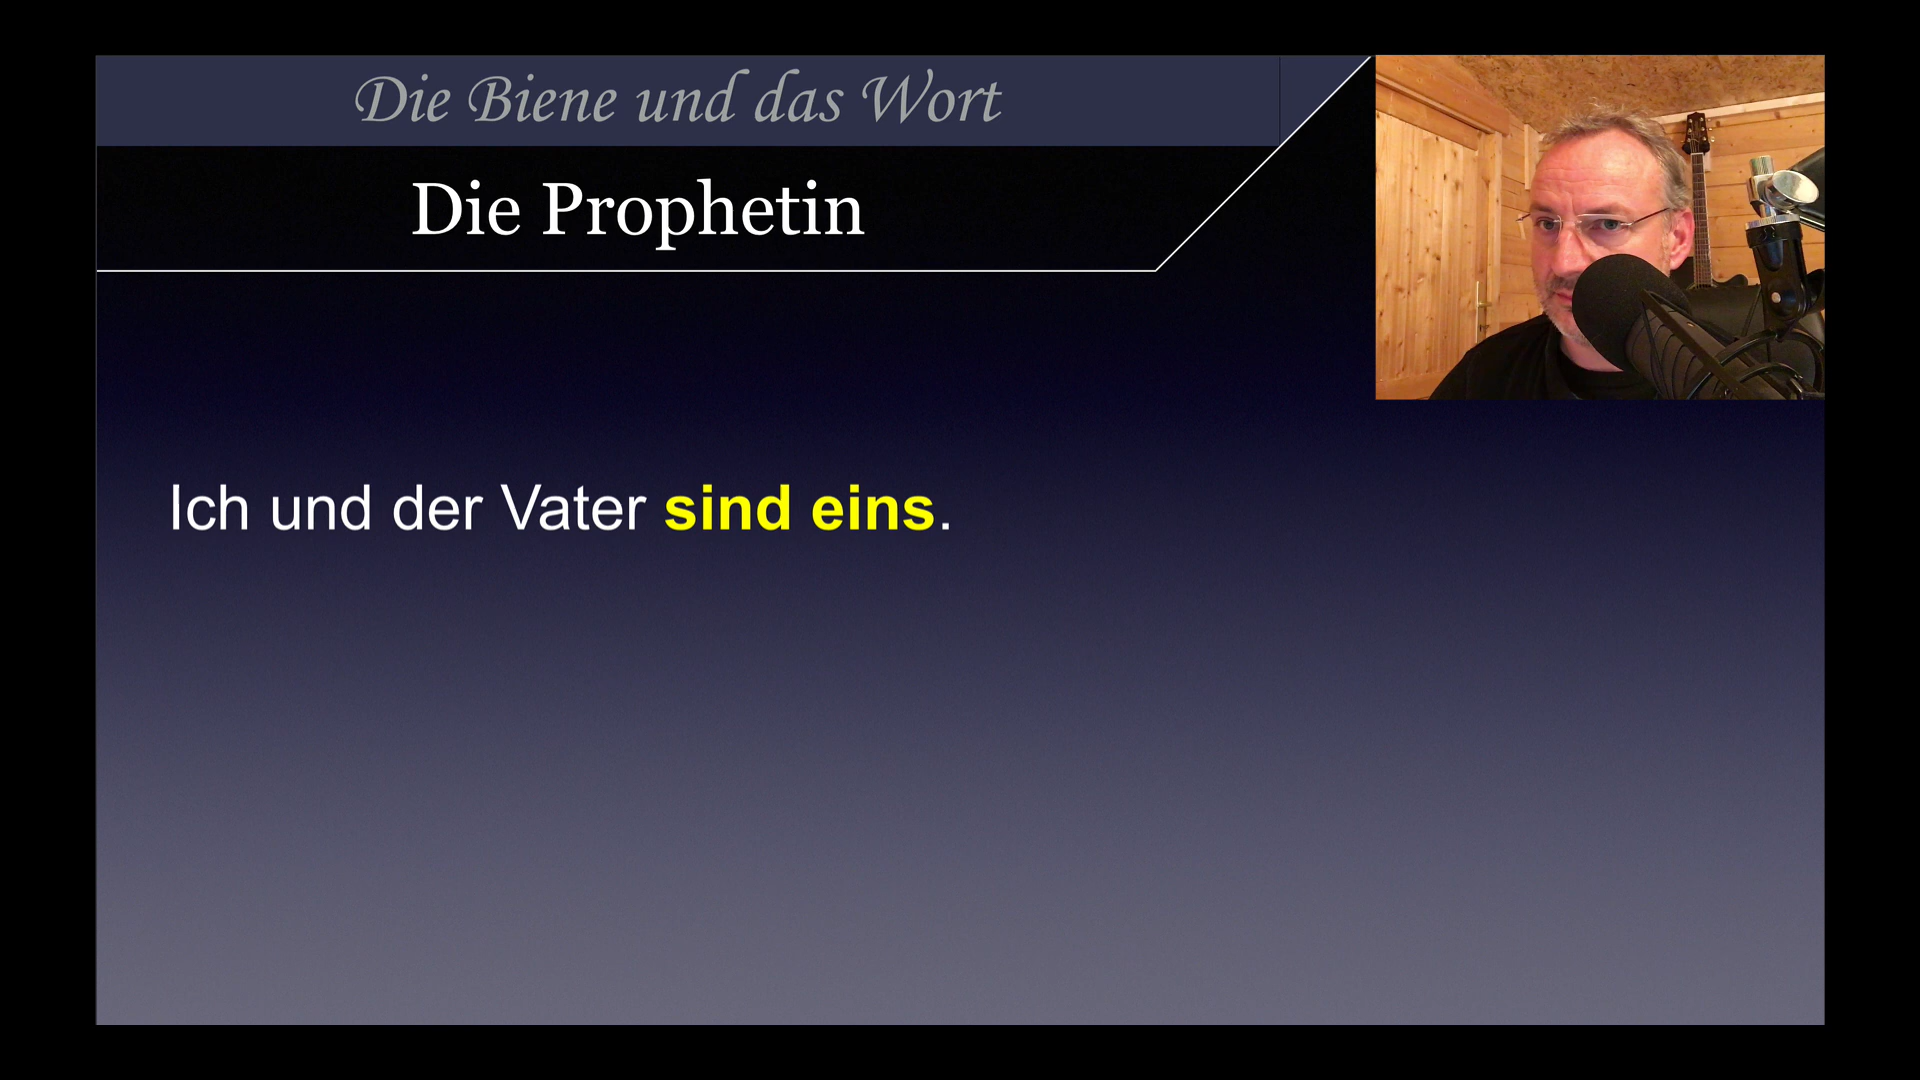 Die Biene und das Wort
Die Prophetin
Ich und der Vater sind eins.